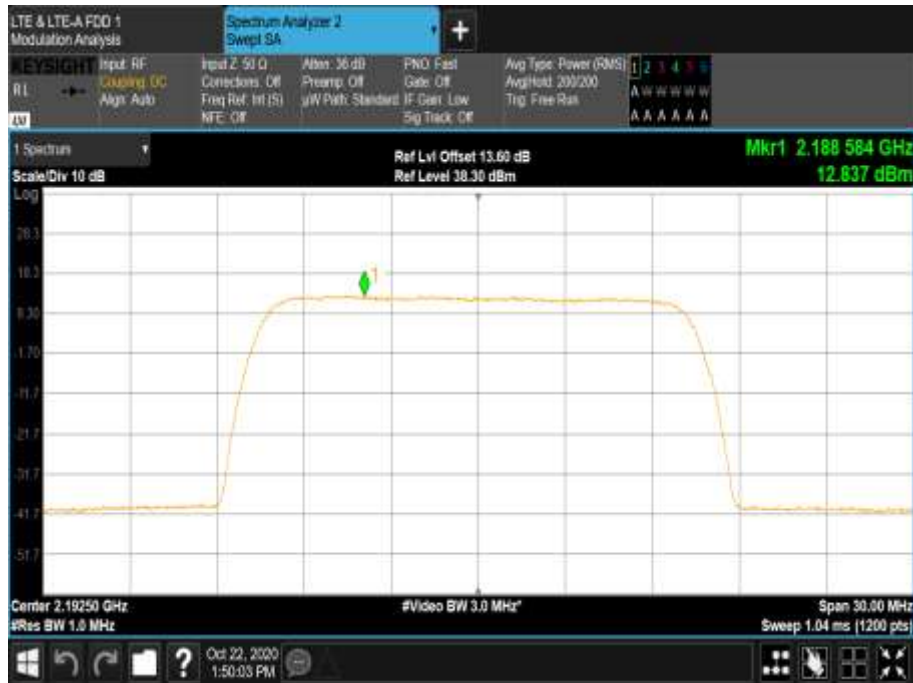 LTE & LTE-A FDD 1
Modulation Analysis
Spectrum Analyzer 2
Swept SA
KEYSIGHT
Input: RF
Coupling: DC
Align: Auto
Input Z: 50 Ω
Corrections: Off
Freq Ref: Int (S)
NFE: Off
Atten: 36 dB
Preamp: Off
µW Path: Standard
PNO: Fast
Gate: Off
IF Gain: Low
Sig Track: Off
Avg Type: Power (RMS)
Avg|Hold: 200/200
Trig: Free Run
1 2 3 4 5 6
A W W W W W
A A A A A A
1 Spectrum
Scale/Div 10 dB
Ref Lvl Offset 13.60 dB
Ref Level 38.30 dBm
Mkr1 2.188 584 GHz
12.837 dBm
Log
28.3
18.3
8.30
-1.70
-11.7
-21.7
-31.7
-41.7
-51.7
1
Center 2.19250 GHz
#Res BW 1.0 MHz
#Video BW 3.0 MHz*
Span 30.00 MHz
Sweep 1.04 ms (1200 pts)
?
Oct 22, 2020
1:50:03 PM